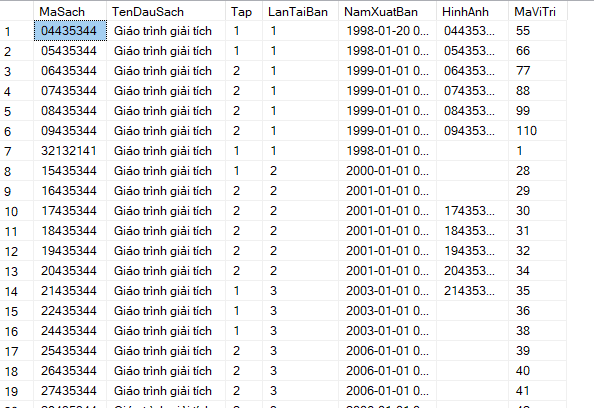 MaSach TenDauSach Tap LanTaiBan NamXuatBan HinhAnh MaViTri
1 04435344 Giáo trình giải tích 1 1 1998-01-20 0... 044353... 55
2 05435344 Giáo trình giải tích 1 1 1998-01-01 0... 054353... 66
3 06435344 Giáo trình giải tích 2 1 1999-01-01 0... 064353... 77
4 07435344 Giáo trình giải tích 2 1 1999-01-01 0... 074353... 88
5 08435344 Giáo trình giải tích 2 1 1999-01-01 0... 084353... 99
6 09435344 Giáo trình giải tích 2 1 1999-01-01 0... 094353... 110
7 32132141 Giáo trình giải tích 1 1 1998-01-01 0... 1
8 15435344 Giáo trình giải tích 1 2 2000-01-01 0... 28
9 16435344 Giáo trình giải tích 2 2 2001-01-01 0... 29
10 17435344 Giáo trình giải tích 2 2 2001-01-01 0... 174353... 30
11 18435344 Giáo trình giải tích 2 2 2001-01-01 0... 184353... 31
12 19435344 Giáo trình giải tích 2 2 2001-01-01 0... 194353... 32
13 20435344 Giáo trình giải tích 2 2 2001-01-01 0... 204353... 34
14 21435344 Giáo trình giải tích 1 3 2003-01-01 0... 214353... 35
15 22435344 Giáo trình giải tích 1 3 2003-01-01 0... 36
16 24435344 Giáo trình giải tích 1 3 2003-01-01 0... 38
17 25435344 Giáo trình giải tích 2 3 2006-01-01 0... 39
18 26435344 Giáo trình giải tích 2 3 2006-01-01 0... 40
19 27435344 Giáo trình giải tích 2 3 2006-01-01 0... 41